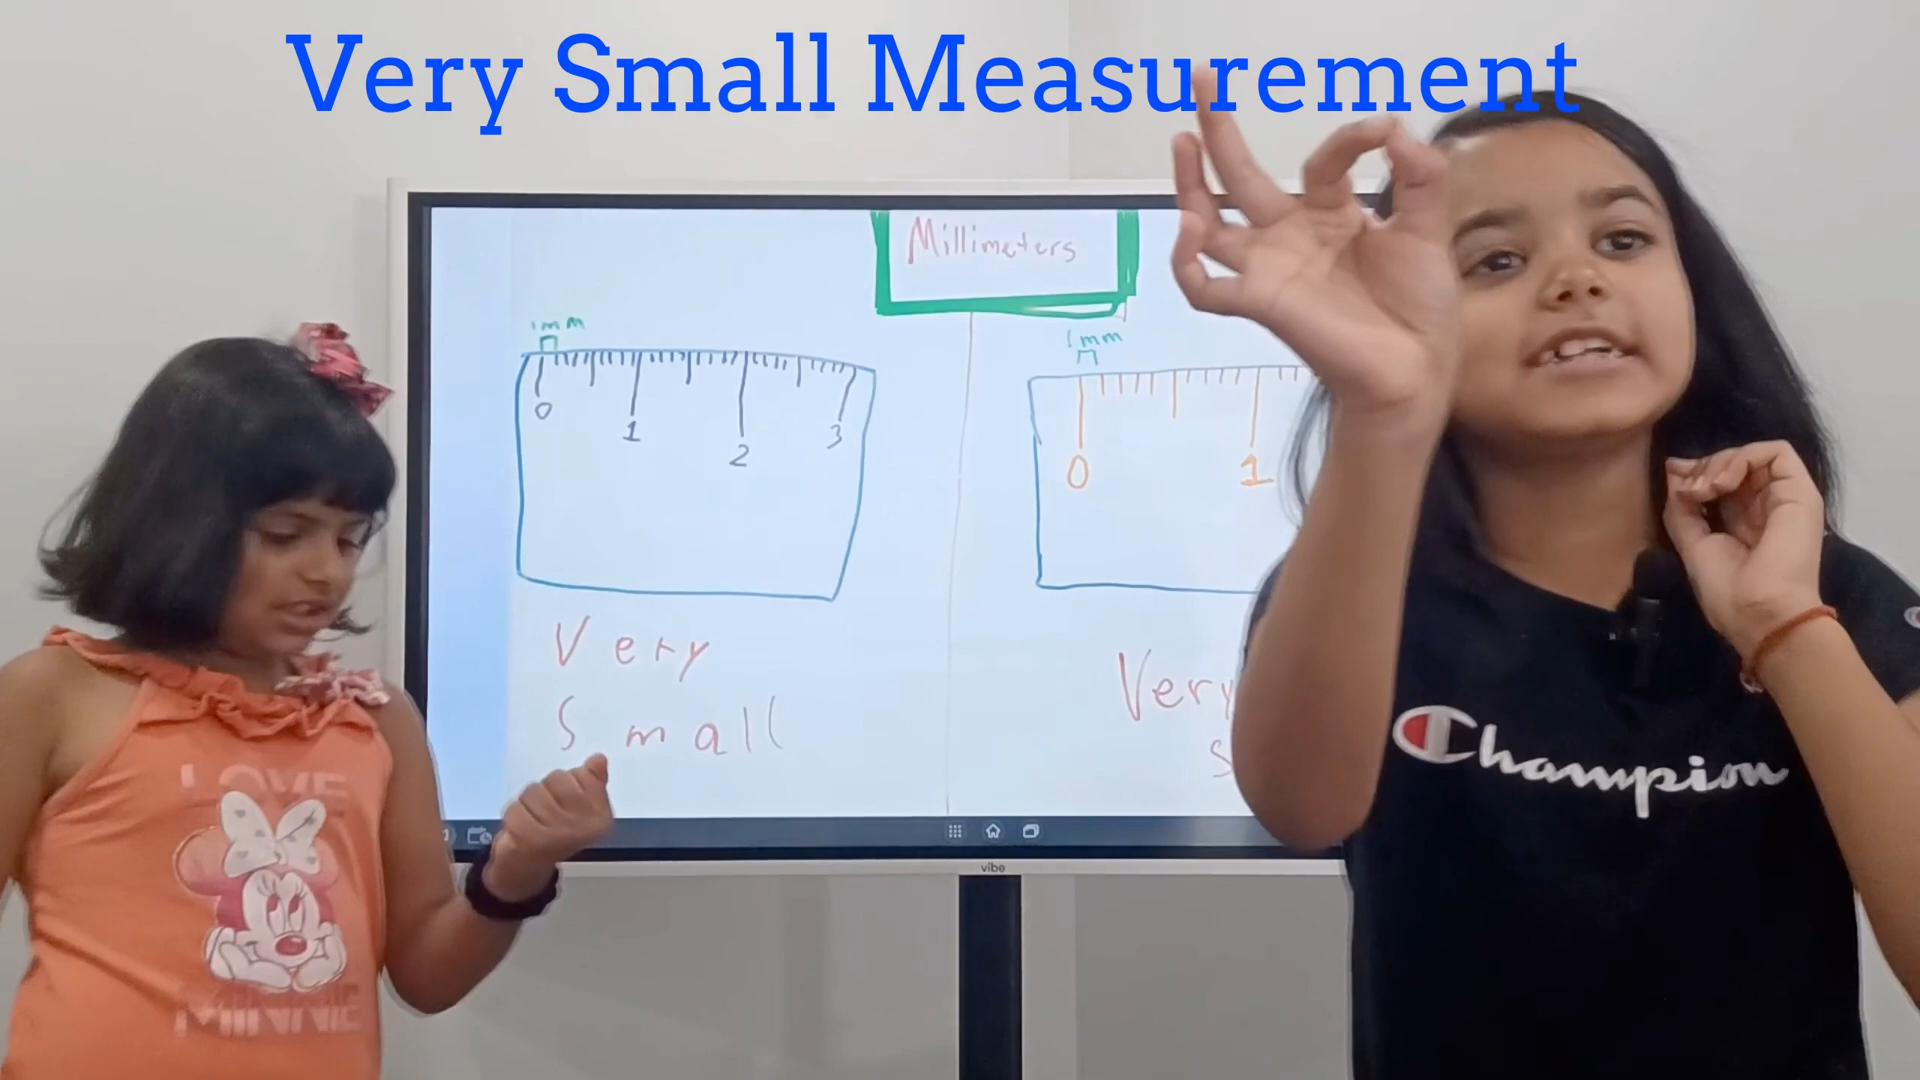 Very Small Measurement
Millimeters
1mm
0 1 2 3
Very
Small
1mm
0 1
Very
S
vibe
LOVE
MINNIE
Champion